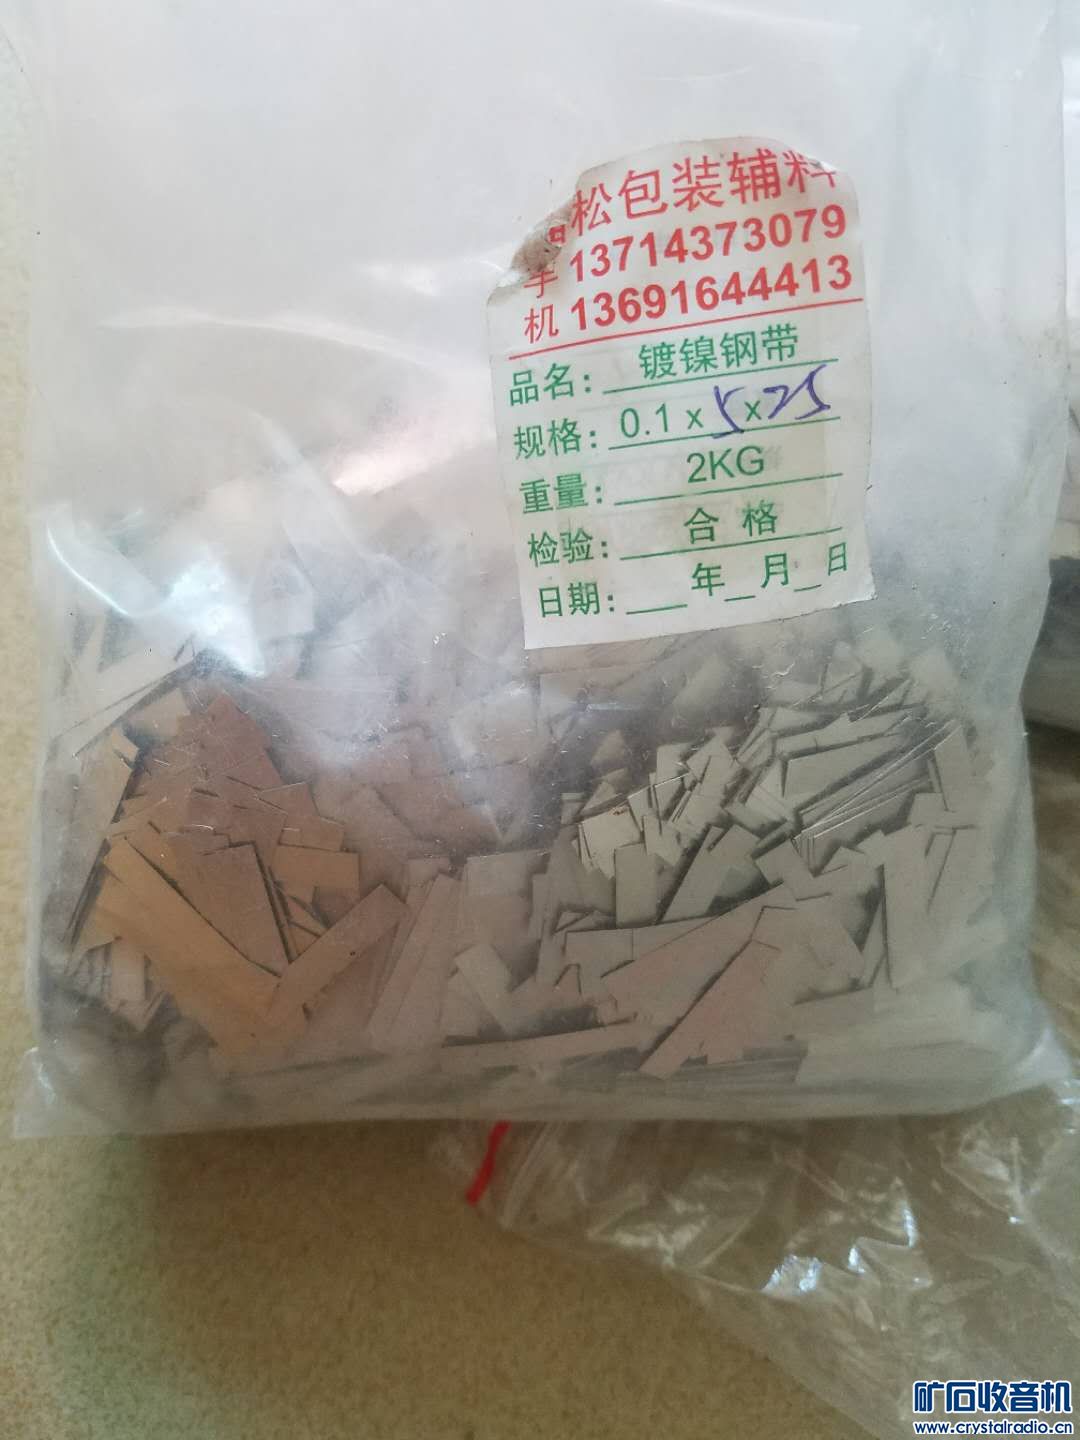 松包装辅料
手 13714373079
机 13691644413
品名: 镀镍钢带
规格: 0.1 x 5 x 25
重量: 2KG
检验: 合 格
日期: 年 月 日
矿石收音机
www.crystalradio.cn